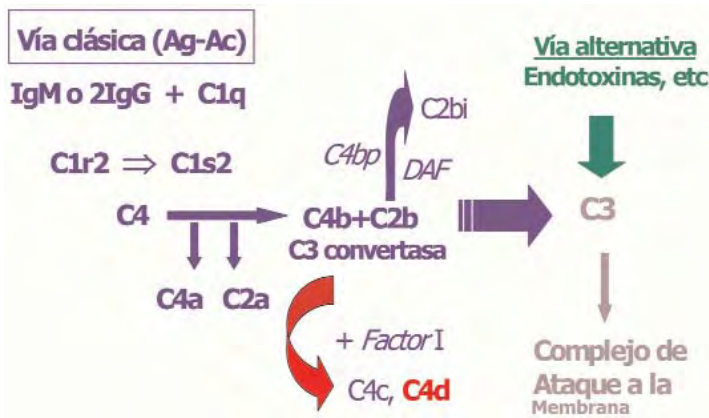 Vía clásica (Ag-Ac)
IgM o 2IgG + C1q
C1r2 ⇒ C1s2
C4
C4a C2a
C4b+C2b
C3 convertasa
C4bp
DAF
C2bi
+ Factor I
C4c, C4d
Vía alternativa
Endotoxinas, etc
C3
Complejo de
Ataque a la
Membrana